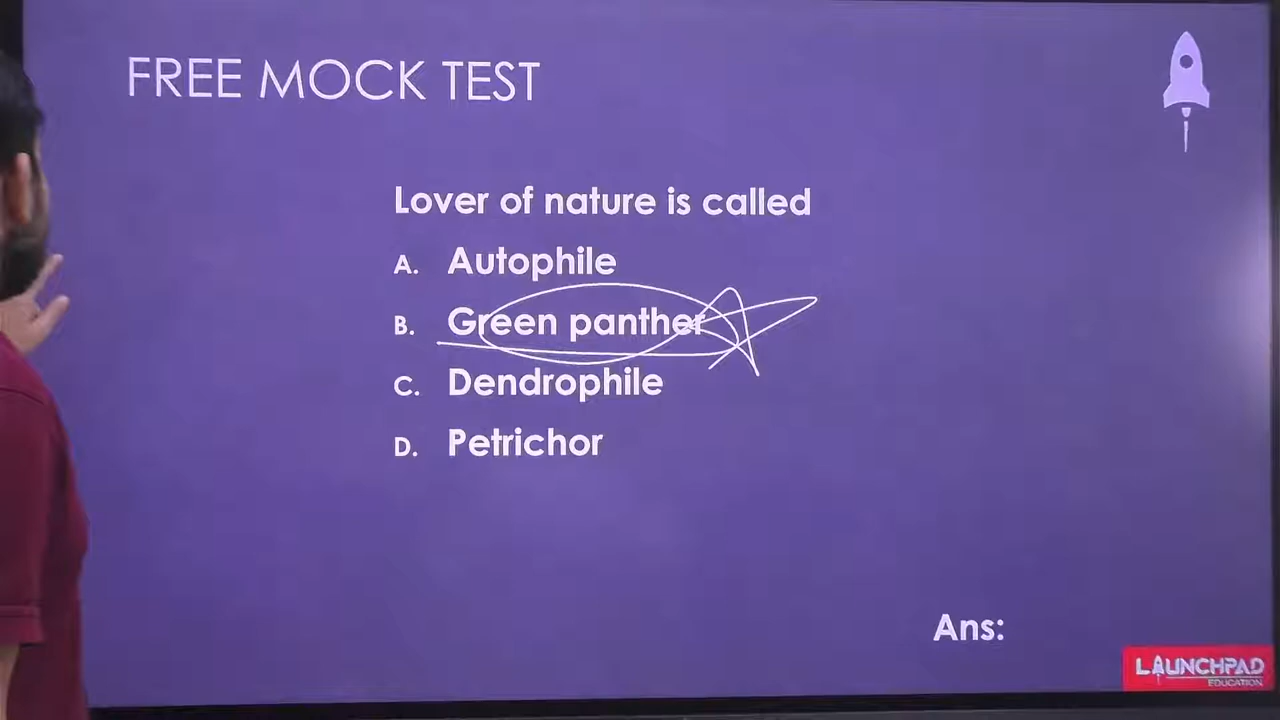 FREE MOCK TEST
Lover of nature is called
A. Autophile
B. Green panther
C. Dendrophile
D. Petrichor
Ans:
LAUNCHPAD
EDUCATION